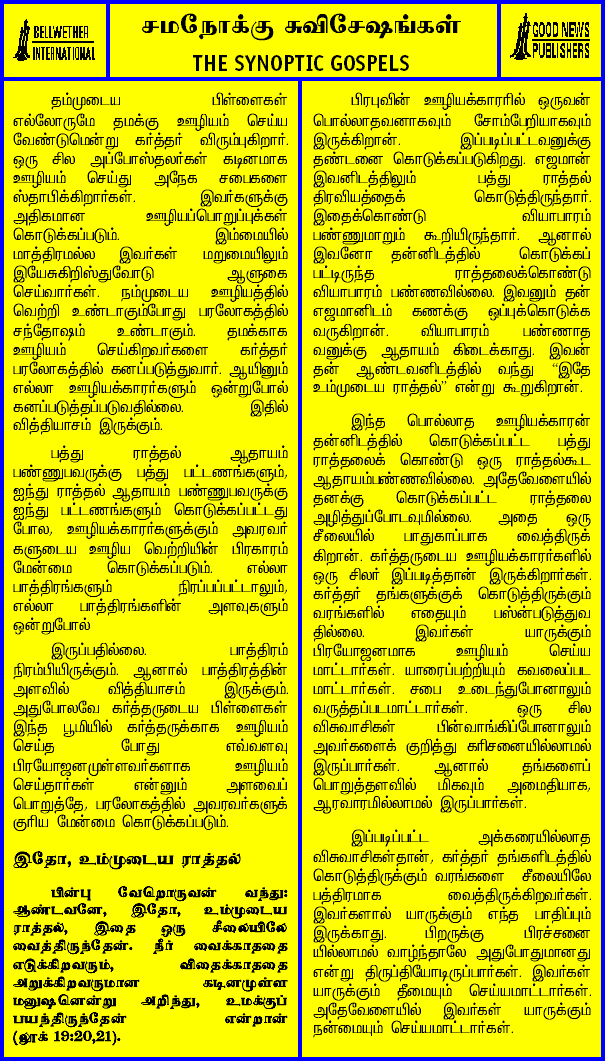 BELLWETHER
INTERNATIONAL
சமநோக்கு சுவிசேஷங்கள்
THE SYNOPTIC GOSPELS
GOOD NEWS
PUBLISHERS
தம்முடைய பிள்ளைகள்
எல்லோருமே தமக்கு ஊழியம் செய்ய
வேண்டுமென்று கர்த்தர் விரும்புகிறார்.
ஒரு சில அப்போஸ்தலர்கள் கடினமாக
ஊழியம் செய்து அநேக சபைகளை
ஸ்தாபிக்கிறார்கள். இவர்களுக்கு
அதிகமான ஊழியப்பொறுப்புக்கள்
கொடுக்கப்படும். இம்மையில்
மாத்திரமல்ல இவர்கள் மறுமையிலும்
இயேசுகிறிஸ்துவோடு ஆளுகை
செய்வார்கள். நம்முடைய ஊழியத்தில்
வெற்றி உண்டாகும்போது பரலோகத்தில்
சந்தோஷம் உண்டாகும். தமக்காக
ஊழியம் செய்கிறவர்களை கர்த்தர்
பரலோகத்தில் கனப்படுத்துவார். ஆயினும்
எல்லா ஊழியக்காரர்களும் ஒன்றுபோல்
கனப்படுத்தப்படுவதில்லை. இதில்
வித்தியாசம் இருக்கும்.
பத்து ராத்தல் ஆதாயம்
பண்ணுபவருக்கு பத்து பட்டணங்களும்,
ஐந்து ராத்தல் ஆதாயம் பண்ணுபவருக்கு
ஐந்து பட்டணங்களும் கொடுக்கப்பட்டது
போல, ஊழியக்காரர்களுக்கும் அவரவர்
களுடைய ஊழிய வெற்றியின் பிரகாரம்
மேன்மை கொடுக்கப்படும். எல்லா
பாத்திரங்களும் நிரப்பப்பட்டாலும்,
எல்லா பாத்திரங்களின் அளவுகளும்
ஒன்றுபோல்
இருப்பதில்லை. பாத்திரம்
நிரம்பியிருக்கும். ஆனால் பாத்திரத்தின்
அளவில் வித்தியாசம் இருக்கும்.
அதுபோலவே கர்த்தருடைய பிள்ளைகள்
இந்த பூமியில் கர்த்தருக்காக ஊழியம்
செய்த போது எவ்வளவு
பிரயோஜனமுள்ளவர்களாக ஊழியம்
செய்தார்கள் என்னும் அளவைப்
பொறுத்தே, பரலோகத்தில் அவரவர்களுக்
குரிய மேன்மை கொடுக்கப்படும்.
இதோ, உம்முடைய ராத்தல்
பின்பு வேறொருவன் வந்து:
ஆண்டவனே, இதோ, உம்முடைய
ராத்தல், இதை ஒரு சீலையிலே
வைத்திருந்தேன். நீர் வைக்காததை
எடுக்கிறவரும், விதைக்காததை
அறுக்கிறவருமான கடினமுள்ள
மனுஷனென்று அறிந்து, உமக்குப்
பயந்திருந்தேன் என்றான்
(லூக் 19:20,21).
பிரபுவின் ஊழியக்காரரில் ஒருவன்
பொல்லாதவனாகவும் சோம்பேறியாகவும்
இருக்கிறான். இப்படிப்பட்டவனுக்கு
தண்டனை கொடுக்கப்படுகிறது. எஜமான்
இவனிடத்திலும் பத்து ராத்தல்
திரவியத்தைக் கொடுத்திருந்தார்.
இதைக்கொண்டு வியாபாரம்
பண்ணுமாறும் கூறியிருந்தார். ஆனால்
இவனோ தன்னிடத்தில் கொடுக்கப்
பட்டிருந்த ராத்தலைக்கொண்டு
வியாபாரம் பண்ணவில்லை. இவனும் தன்
எஜமானிடம் கணக்கு ஒப்புக்கொடுக்க
வருகிறான். வியாபாரம் பண்ணாத
வனுக்கு ஆதாயம் கிடைக்காது. இவன்
தன் ஆண்டவனிடத்தில் வந்து “இதே
உம்முடைய ராத்தல்” என்று கூறுகிறான்.
இந்த பொல்லாத ஊழியக்காரன்
தன்னிடத்தில் கொடுக்கப்பட்ட பத்து
ராத்தலைக் கொண்டு ஒரு ராத்தல்கூட
ஆதாயம்பண்ணவில்லை. அதேவேளையில்
தனக்கு கொடுக்கப்பட்ட ராத்தலை
அழித்துப்போடவுமில்லை. அதை ஒரு
சீலையில் பாதுகாப்பாக வைத்திருக்
கிறான். கர்த்தருடைய ஊழியக்காரர்களில்
ஒரு சிலர் இப்படித்தான் இருக்கிறார்கள்.
கர்த்தர் தங்களுக்குக் கொடுத்திருக்கும்
வரங்களில் எதையும் பஸ்ன்படுத்துவ
தில்லை. இவர்கள் யாருக்கும்
பிரயோஜனமாக ஊழியம் செய்ய
மாட்டார்கள். யாரைப்பற்றியும் கவலைப்பட
மாட்டார்கள். சபை உடைந்துபோனாலும்
வருத்தப்படமாட்டார்கள். ஒரு சில
விசுவாசிகள் பின்வாங்கிப்போனாலும்
அவர்களைக் குறித்து கரிசனையில்லாமல்
இருப்பார்கள். ஆனால் தங்களைப்
பொறுத்தளவில் மிகவும் அமைதியாக,
ஆரவாரமில்லாமல் இருப்பார்கள்.
இப்படிப்பட்ட அக்கரையில்லாத
விசுவாசிகள்தான், கர்த்தர் தங்களிடத்தில்
கொடுத்திருக்கும் வரங்களை சீலையிலே
பத்திரமாக வைத்திருக்கிறவர்கள்.
இவர்களால் யாருக்கும் எந்த பாதிப்பும்
இருக்காது. பிறருக்கு பிரச்சனை
யில்லாமல் வாழ்ந்தாலே அதுபோதுமானது
என்று திருப்தியோடிருப்பார்கள். இவர்கள்
யாருக்கும் தீமையும் செய்யமாட்டார்கள்.
அதேவேளையில் இவர்கள் யாருக்கும்
நன்மையும் செய்யமாட்டார்கள்.